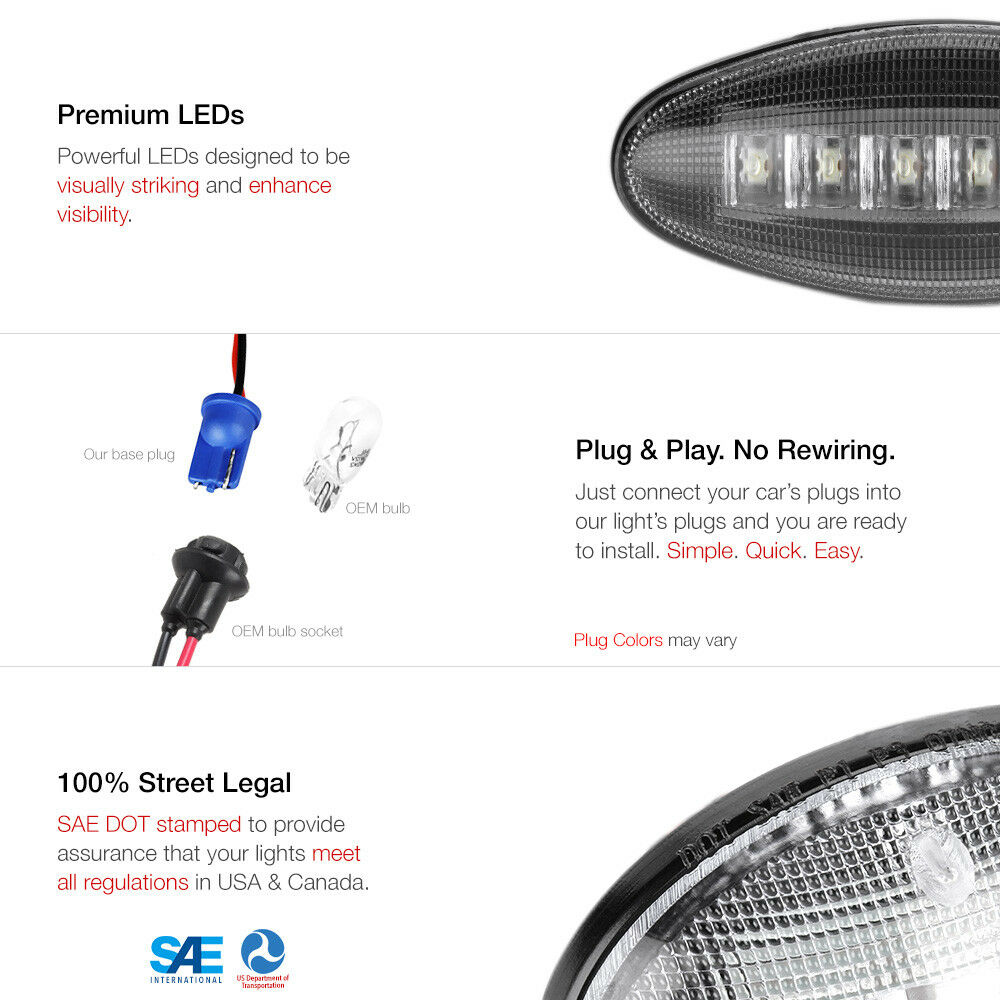 Premium LEDs
Powerful LEDs designed to be
visually striking and enhance
visibility.
Our base plug
OEM bulb
OEM bulb socket
Plug & Play. No Rewiring.
Just connect your car's plugs into
our light's plugs and you are ready
to install. Simple. Quick. Easy.
Plug Colors may vary
100% Street Legal
SAE DOT stamped to provide
assurance that your lights meet
all regulations in USA & Canada.
SAE
INTERNATIONAL
US Department of
Transportation
DOT SAE P1 P2